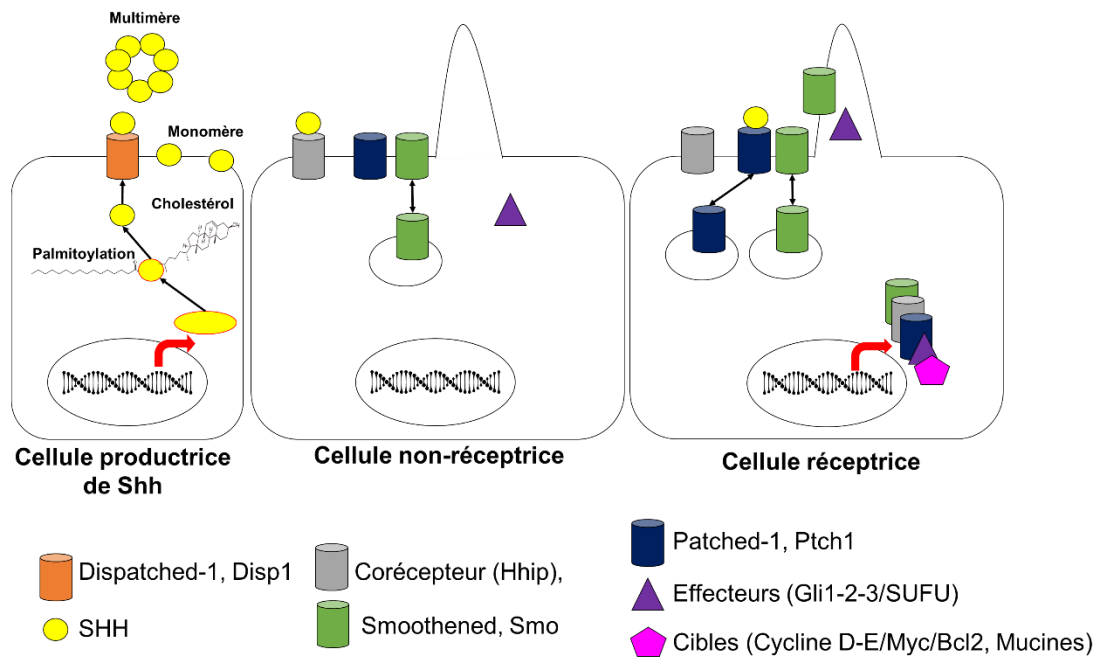 Multimère
Monomère
Cholestérol
Palmitoylation
Cellule productrice
de Shh
Cellule non-réceptrice
Cellule réceptrice
Dispatched-1, Disp1
SHH
Corécepteur (Hhip),
Smoothened, Smo
Patched-1, Ptch1
Effecteurs (Gli1-2-3/SUFU)
Cibles (Cycline D-E/Myc/Bcl2, Mucines)